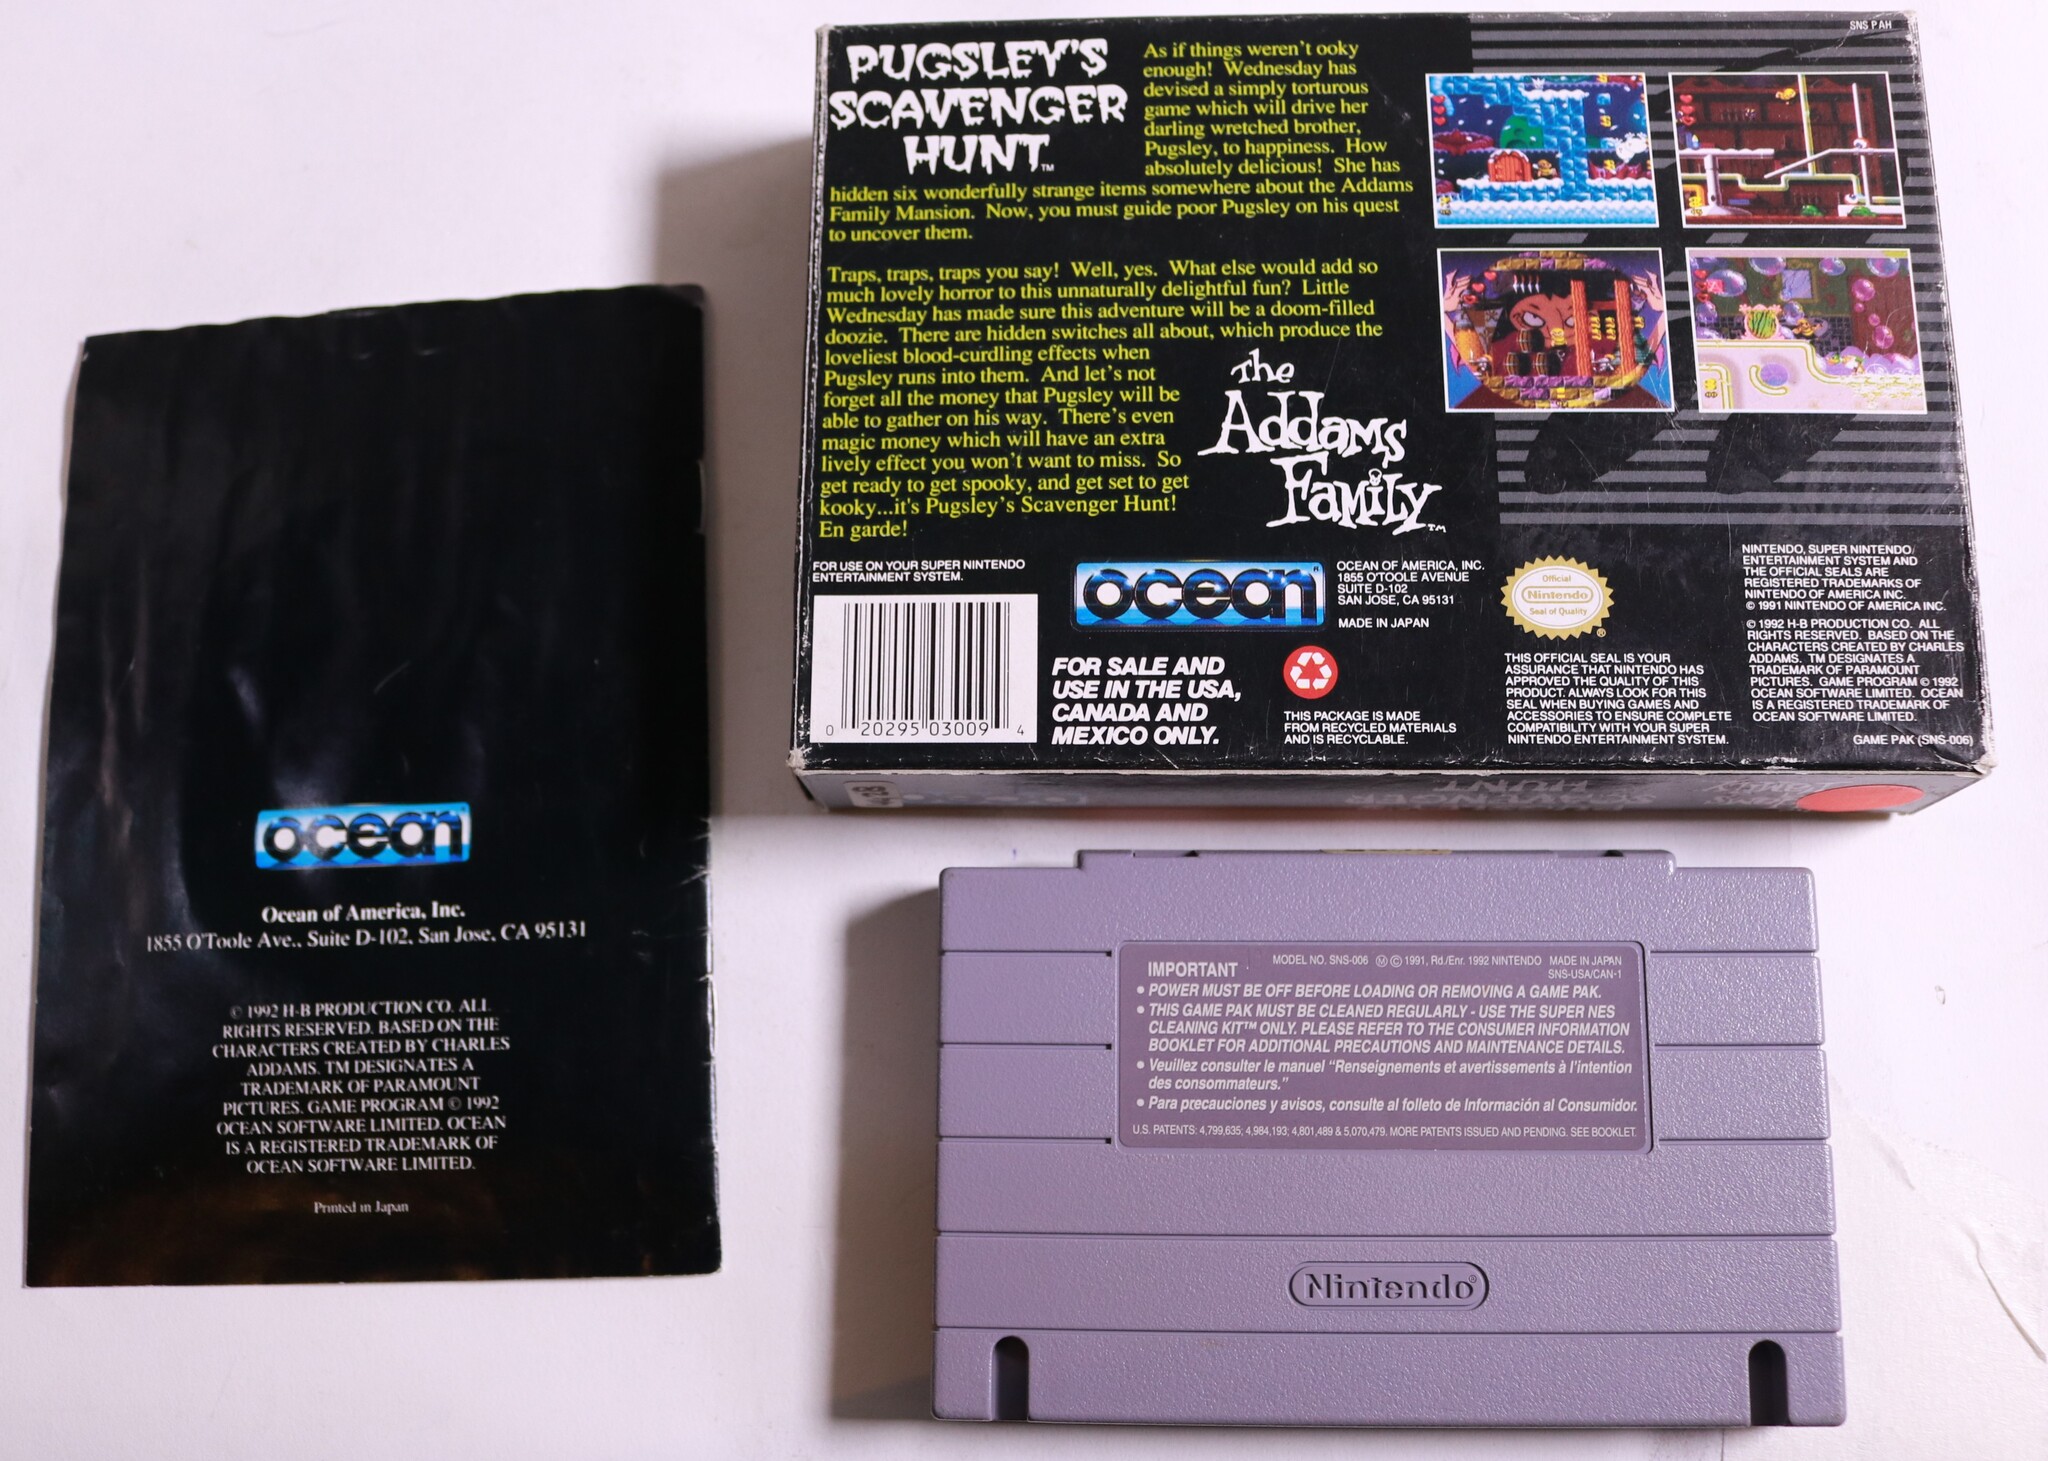 PUGSLEY'S
SCAVENGER
HUNT™
As if things weren't ooky
enough! Wednesday has
devised a simply torturous
game which will drive her
darling wretched brother,
Pugsley, to happiness. How
absolutely delicious! She has
hidden six wonderfully strange items somewhere about the Addams
Family Mansion. Now, you must guide poor Pugsley on his quest
to uncover them.
Traps, traps, traps you say! Well, yes. What else would add so
much lovely horror to this unnaturally delightful fun? Little
Wednesday has made sure this adventure will be a doom-filled
doozie. There are hidden switches all about, which produce the
loveliest blood-curdling effects when
Pugsley runs into them. And let's not
forget all the money that Pugsley will be
able to gather on his way. There's even
magic money which will have an extra
lively effect you won't want to miss. So
get ready to get spooky, and get set to get
kooky...it's Pugsley's Scavenger Hunt!
En garde!
The
Addams
Family™
SNS P AH
FOR USE ON YOUR SUPER NINTENDO
ENTERTAINMENT SYSTEM.
0 20295 03009 4
ocean®
OCEAN OF AMERICA, INC.
1855 O'TOOLE AVENUE
SUITE D-102
SAN JOSE, CA 95131
MADE IN JAPAN
FOR SALE AND
USE IN THE USA,
CANADA AND
MEXICO ONLY.
THIS PACKAGE IS MADE
FROM RECYCLED MATERIALS
AND IS RECYCLABLE.
Official
Nintendo
Seal of Quality
®
THIS OFFICIAL SEAL IS YOUR
ASSURANCE THAT NINTENDO HAS
APPROVED THE QUALITY OF THIS
PRODUCT. ALWAYS LOOK FOR THIS
SEAL WHEN BUYING GAMES AND
ACCESSORIES TO ENSURE COMPLETE
COMPATIBILITY WITH YOUR SUPER
NINTENDO ENTERTAINMENT SYSTEM.
NINTENDO, SUPER NINTENDO
ENTERTAINMENT SYSTEM AND
THE OFFICIAL SEALS ARE
REGISTERED TRADEMARKS OF
NINTENDO OF AMERICA INC.
© 1991 NINTENDO OF AMERICA INC.
© 1992 H-B PRODUCTION CO. ALL
RIGHTS RESERVED. BASED ON THE
CHARACTERS CREATED BY CHARLES
ADDAMS. TM DESIGNATES A
TRADEMARK OF PARAMOUNT
PICTURES. GAME PROGRAM © 1992
OCEAN SOFTWARE LIMITED. OCEAN
IS A REGISTERED TRADEMARK OF
OCEAN SOFTWARE LIMITED.
GAME PAK (SNS-006)
HUNT
SCAVENGER
ocean
Ocean of America, Inc.
1855 O'Toole Ave., Suite D-102, San Jose, CA 95131
© 1992 H-B PRODUCTION CO. ALL
RIGHTS RESERVED. BASED ON THE
CHARACTERS CREATED BY CHARLES
ADDAMS. TM DESIGNATES A
TRADEMARK OF PARAMOUNT
PICTURES. GAME PROGRAM © 1992
OCEAN SOFTWARE LIMITED. OCEAN
IS A REGISTERED TRADEMARK OF
OCEAN SOFTWARE LIMITED.
Printed in Japan
IMPORTANT MODEL NO. SNS-006 Ⓜ © 1991, Rd./Enr. 1992 NINTENDO MADE IN JAPAN
SNS-USA/CAN-1
• POWER MUST BE OFF BEFORE LOADING OR REMOVING A GAME PAK.
• THIS GAME PAK MUST BE CLEANED REGULARLY - USE THE SUPER NES
CLEANING KIT™ ONLY. PLEASE REFER TO THE CONSUMER INFORMATION
BOOKLET FOR ADDITIONAL PRECAUTIONS AND MAINTENANCE DETAILS.
• Veuillez consulter le manuel "Renseignements et avertissements à l'intention
des consommateurs."
• Para precauciones y avisos, consulte al folleto de Información al Consumidor.
U.S. PATENTS: 4,799,635; 4,984,193; 4,801,489 & 5,070,479. MORE PATENTS ISSUED AND PENDING. SEE BOOKLET.
Nintendo®